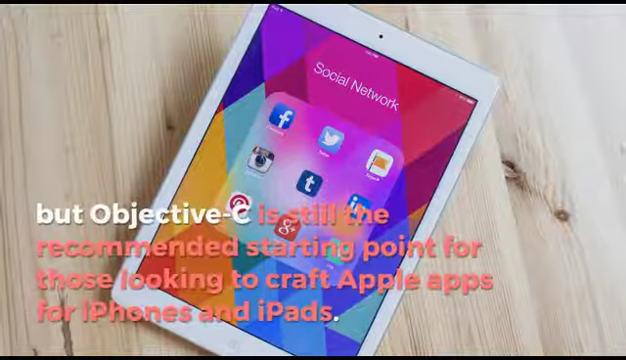 Social Network
but Objective-C is still the
recommended starting point for
those looking to craft Apple apps
for iPhones and iPads.